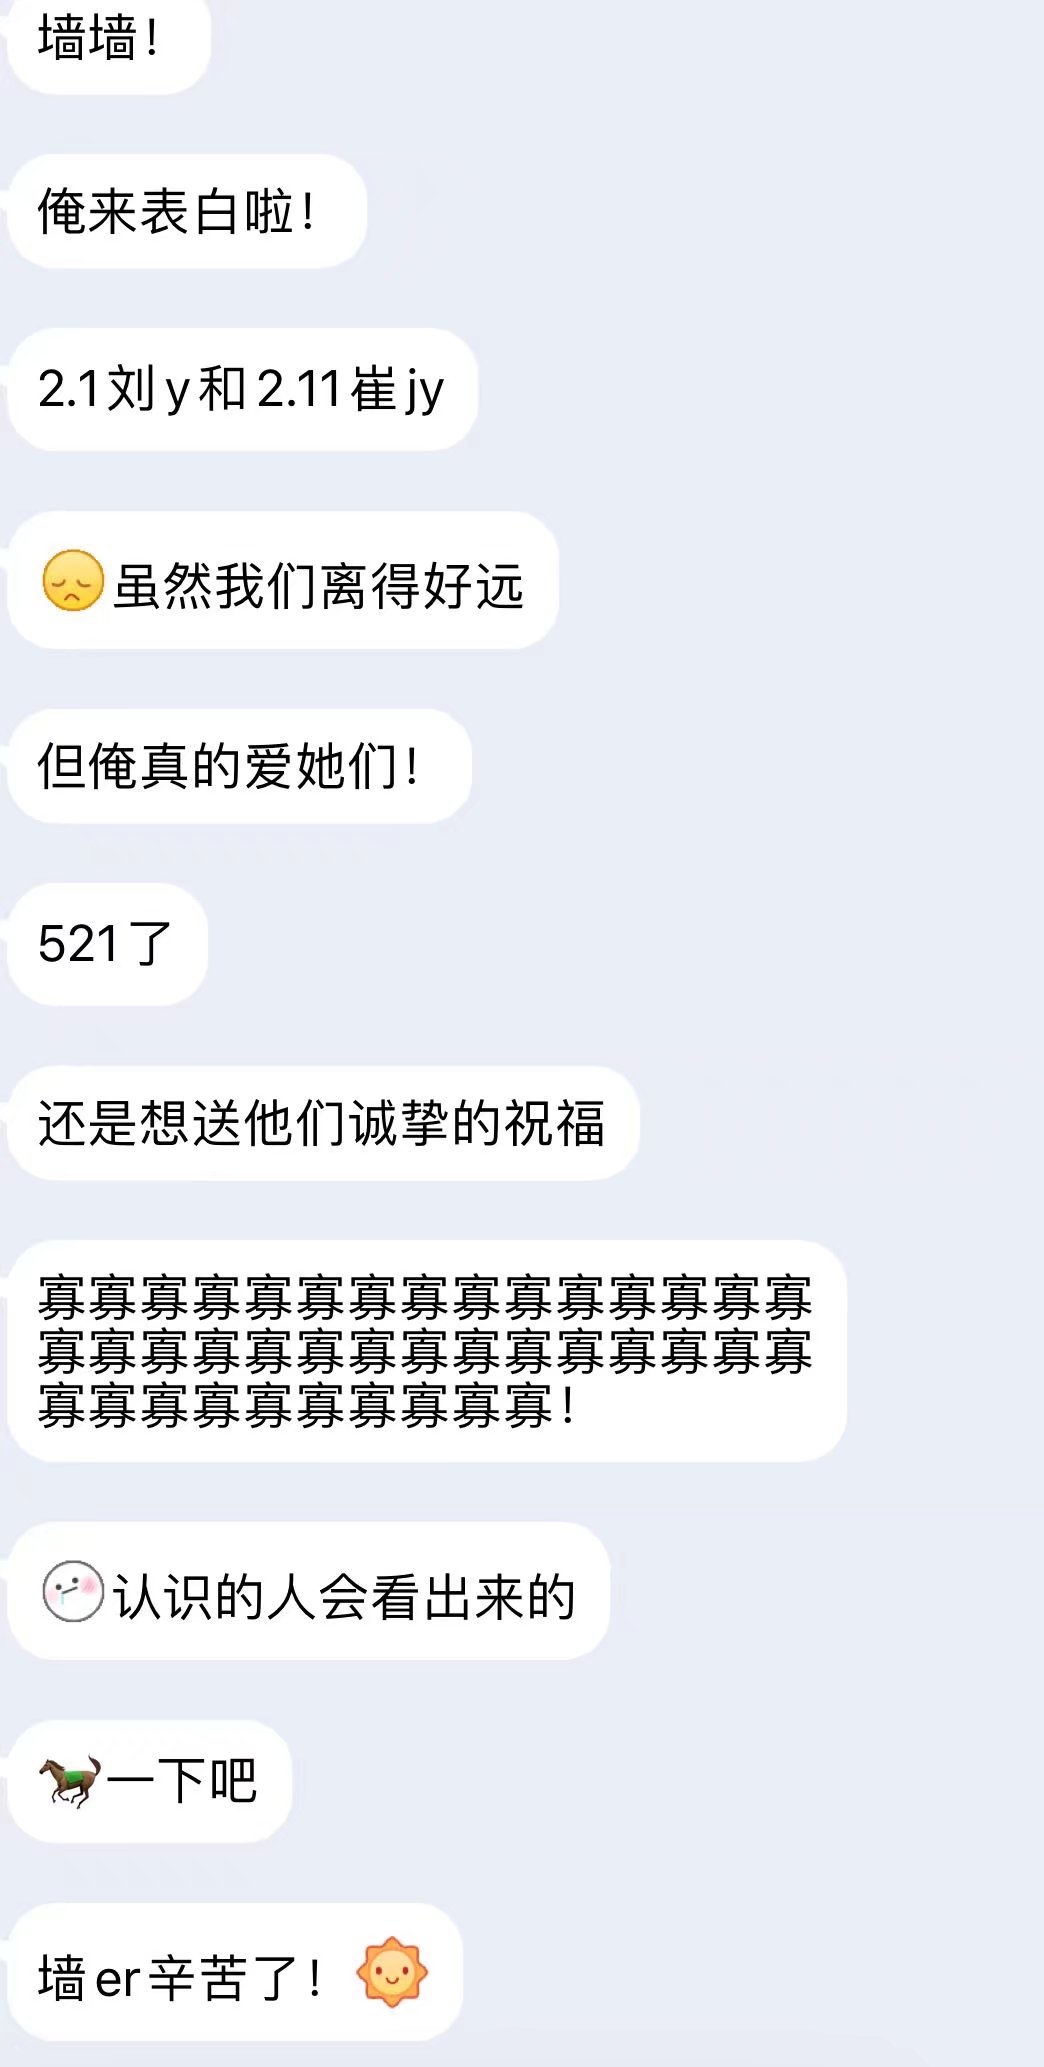 墙墙！
俺来表白啦！
2.1刘y和2.11崔jy
😞虽然我们离得好远
但俺真的爱她们！
521了
还是想送他们诚挚的祝福
寡寡寡寡寡寡寡寡寡寡寡寡寡寡寡
寡寡寡寡寡寡寡寡寡寡寡寡寡寡寡
寡寡寡寡寡寡寡寡寡寡！
认识的人会看出来的
🐎一下吧
墙er辛苦了！🌞